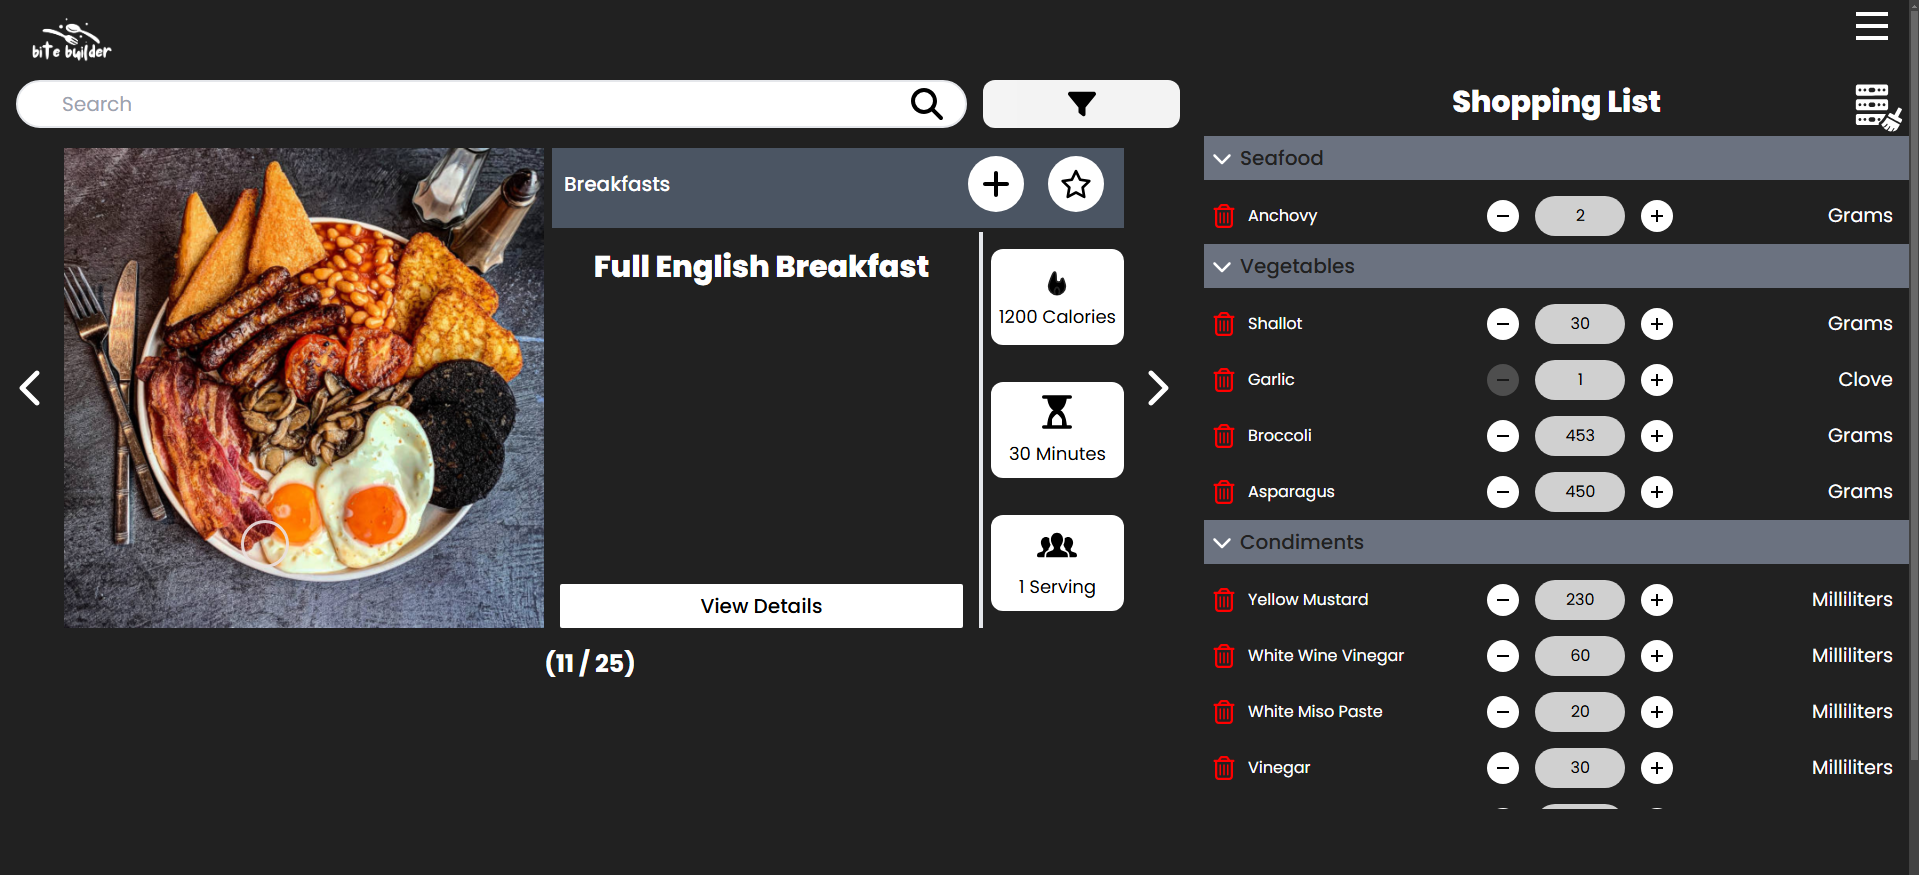 bite builder
Search
Breakfasts
Full English Breakfast
1200 Calories
30 Minutes
1 Serving
View Details
(11 / 25)
Shopping List
Seafood
Anchovy 2 Grams
Vegetables
Shallot 30 Grams
Garlic 1 Clove
Broccoli 453 Grams
Asparagus 450 Grams
Condiments
Yellow Mustard 230 Milliliters
White Wine Vinegar 60 Milliliters
White Miso Paste 20 Milliliters
Vinegar 30 Milliliters